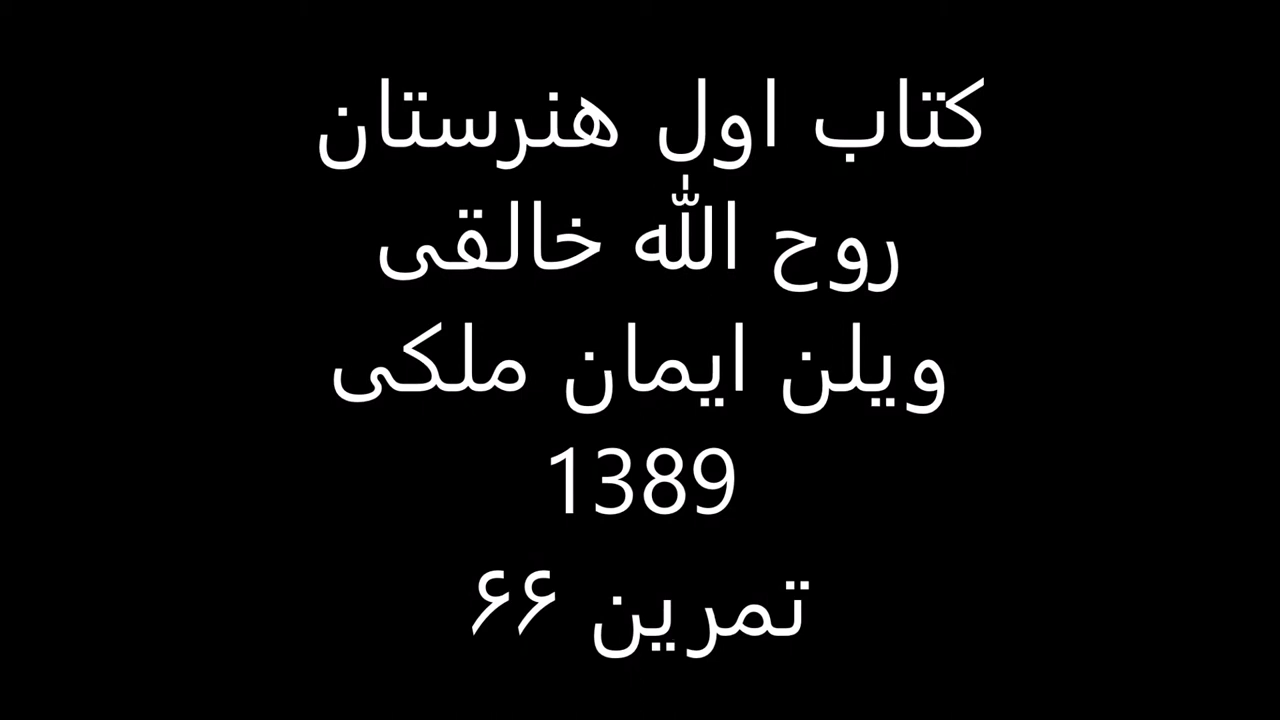 کتاب اول هنرستان
روح الله خالقی
ویلن ایمان ملکی
1389
تمرین ۶۶